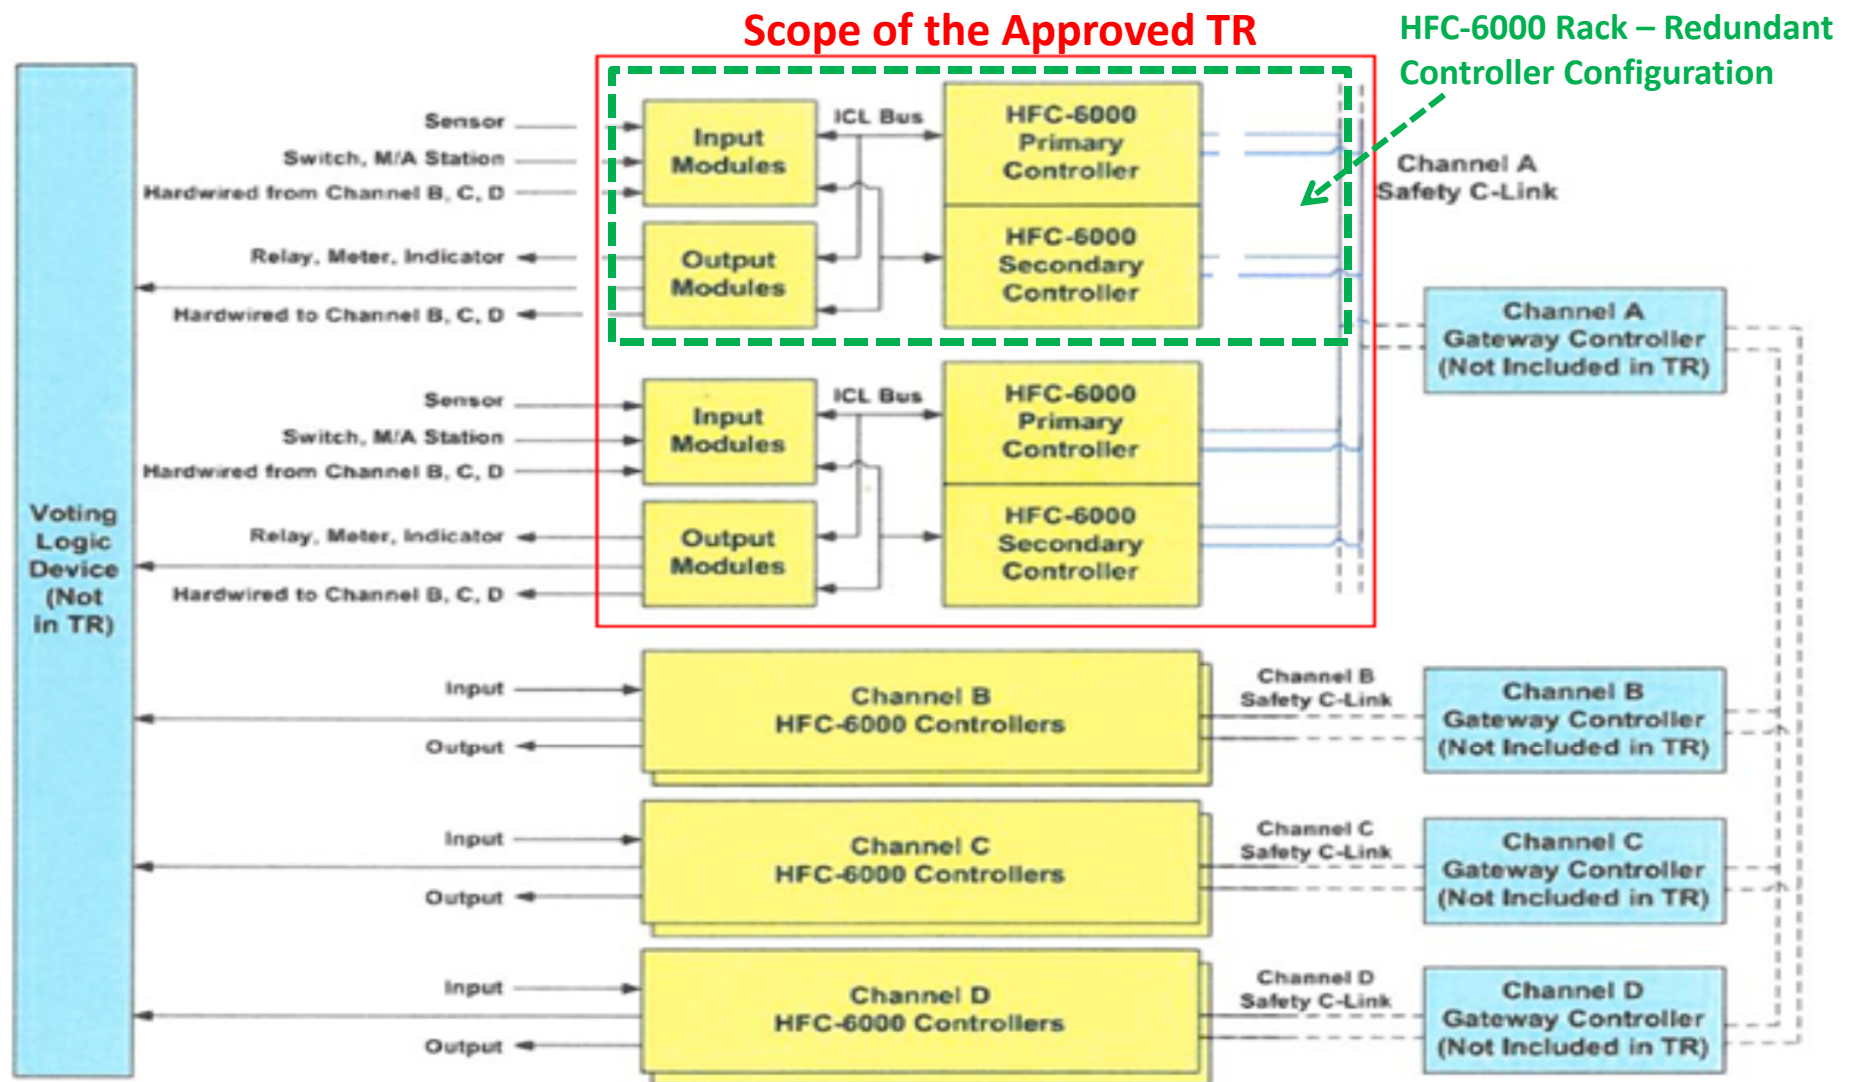 Scope of the Approved TR
HFC-6000 Rack – Redundant
Controller Configuration
Sensor
Switch, M/A Station
Hardwired from Channel B, C, D
Relay, Meter, Indicator
Hardwired to Channel B, C, D
Input
Modules
Output
Modules
ICL Bus
HFC-6000
Primary
Controller
HFC-6000
Secondary
Controller
Channel A
Safety C-Link
Channel A
Gateway Controller
(Not Included in TR)
Sensor
Switch, M/A Station
Hardwired from Channel B, C, D
Relay, Meter, Indicator
Hardwired to Channel B, C, D
Input
Modules
Output
Modules
ICL Bus
HFC-6000
Primary
Controller
HFC-6000
Secondary
Controller
Voting
Logic
Device
(Not
in TR)
Input
Output
Channel B
HFC-6000 Controllers
Channel B
Safety C-Link
Channel B
Gateway Controller
(Not Included in TR)
Input
Output
Channel C
HFC-6000 Controllers
Channel C
Safety C-Link
Channel C
Gateway Controller
(Not Included in TR)
Input
Output
Channel D
HFC-6000 Controllers
Channel D
Safety C-Link
Channel D
Gateway Controller
(Not Included in TR)